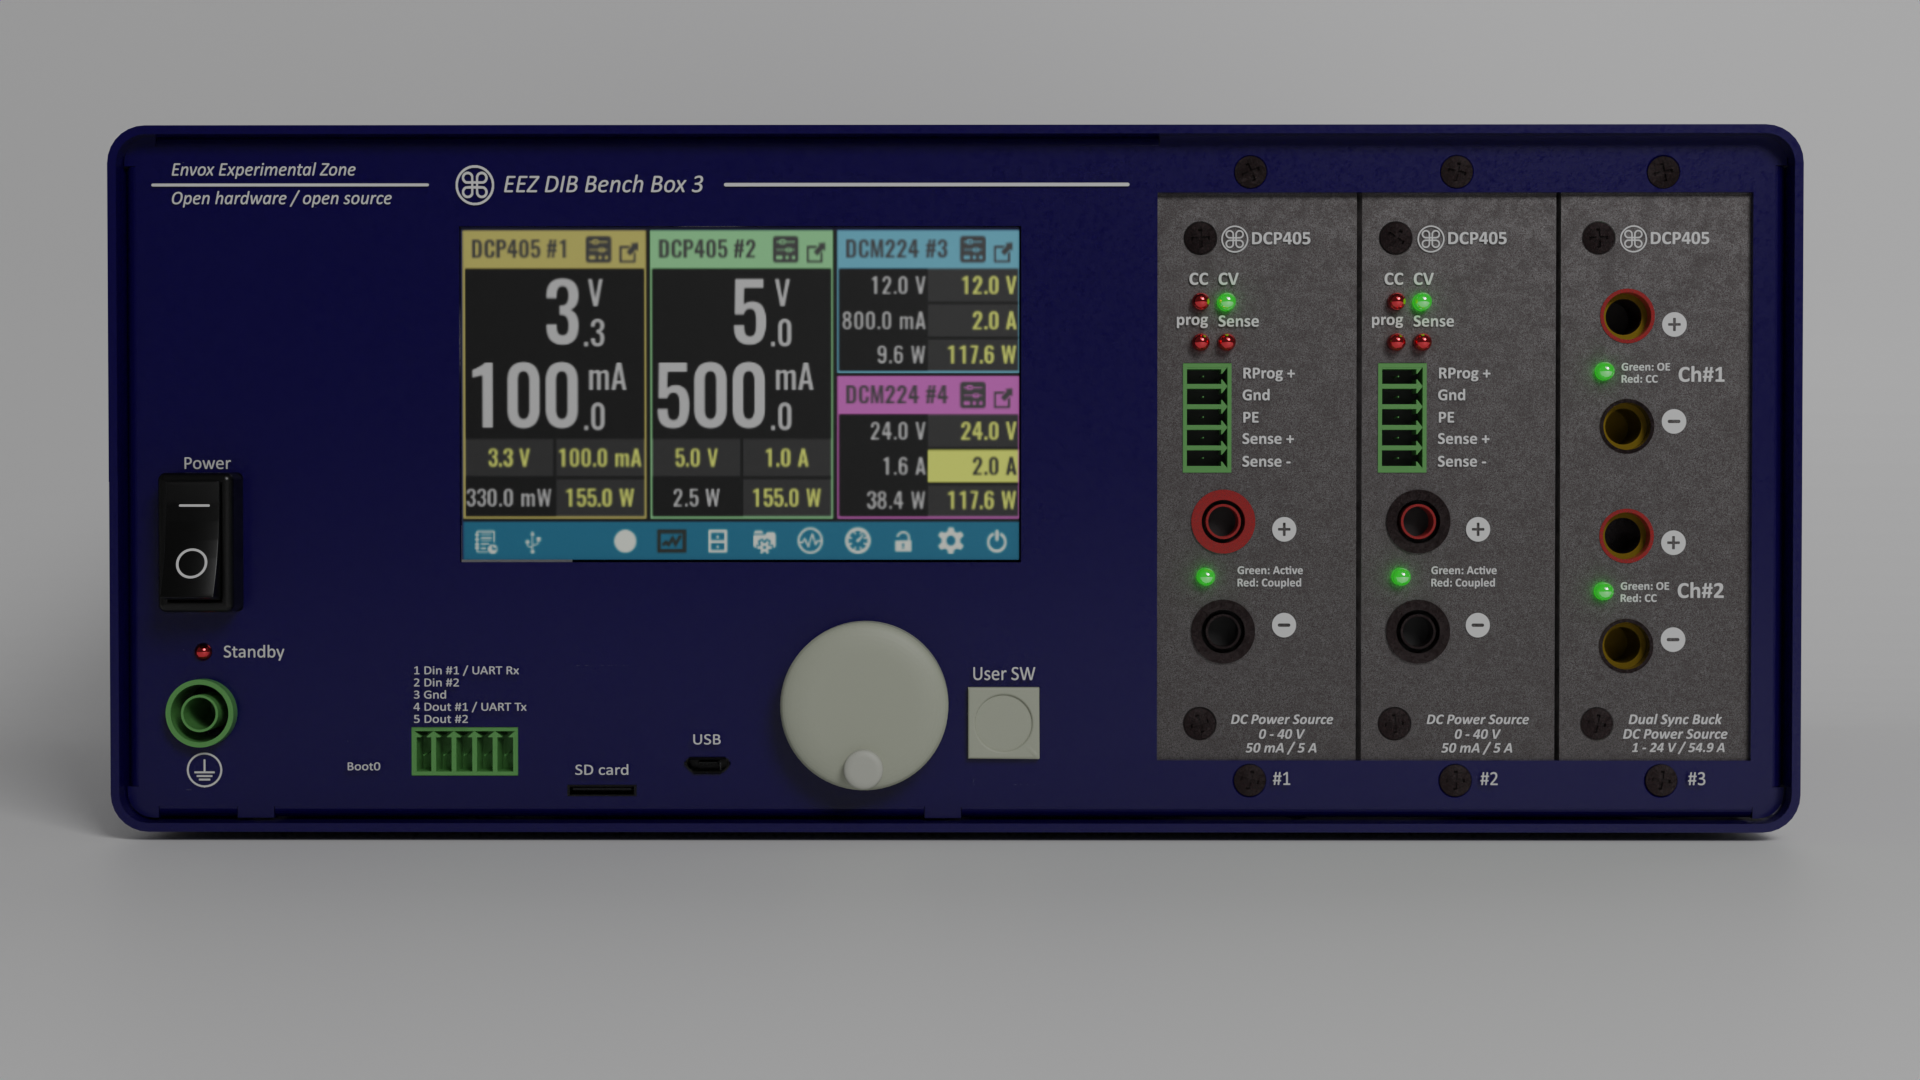 Envox Experimental Zone
Open hardware / open source
EEZ DIB Bench Box 3
DCP405 #1
3.3 V
100.0 mA
3.3 V 100.0 mA
330.0 mW 155.0 W
DCP405 #2
5.0 V
500.0 mA
5.0 V 1.0 A
2.5 W 155.0 W
DCM224 #3
12.0 V 12.0 V
800.0 mA 2.0 A
9.6 W 117.6 W
DCM224 #4
24.0 V 24.0 V
1.6 A 2.0 A
38.4 W 117.6 W
Power
Standby
1 Din #1 / UART Rx
2 Din #2
3 Gnd
4 Dout #1 / UART Tx
5 Dout #2
Boot0
SD card
USB
User SW
DCP405
CC CV
prog Sense
RProg +
Gnd
PE
Sense +
Sense -
+
Green: Active
Red: Coupled
-
DC Power Source
0 - 40 V
50 mA / 5 A
#1
DCP405
CC CV
prog Sense
RProg +
Gnd
PE
Sense +
Sense -
+
Green: Active
Red: Coupled
-
DC Power Source
0 - 40 V
50 mA / 5 A
#2
DCP405
+
Green: OE
Red: CC
Ch#1
-
+
Green: OE
Red: CC
Ch#2
-
Dual Sync Buck
DC Power Source
1 - 24 V / 54.9 A
#3